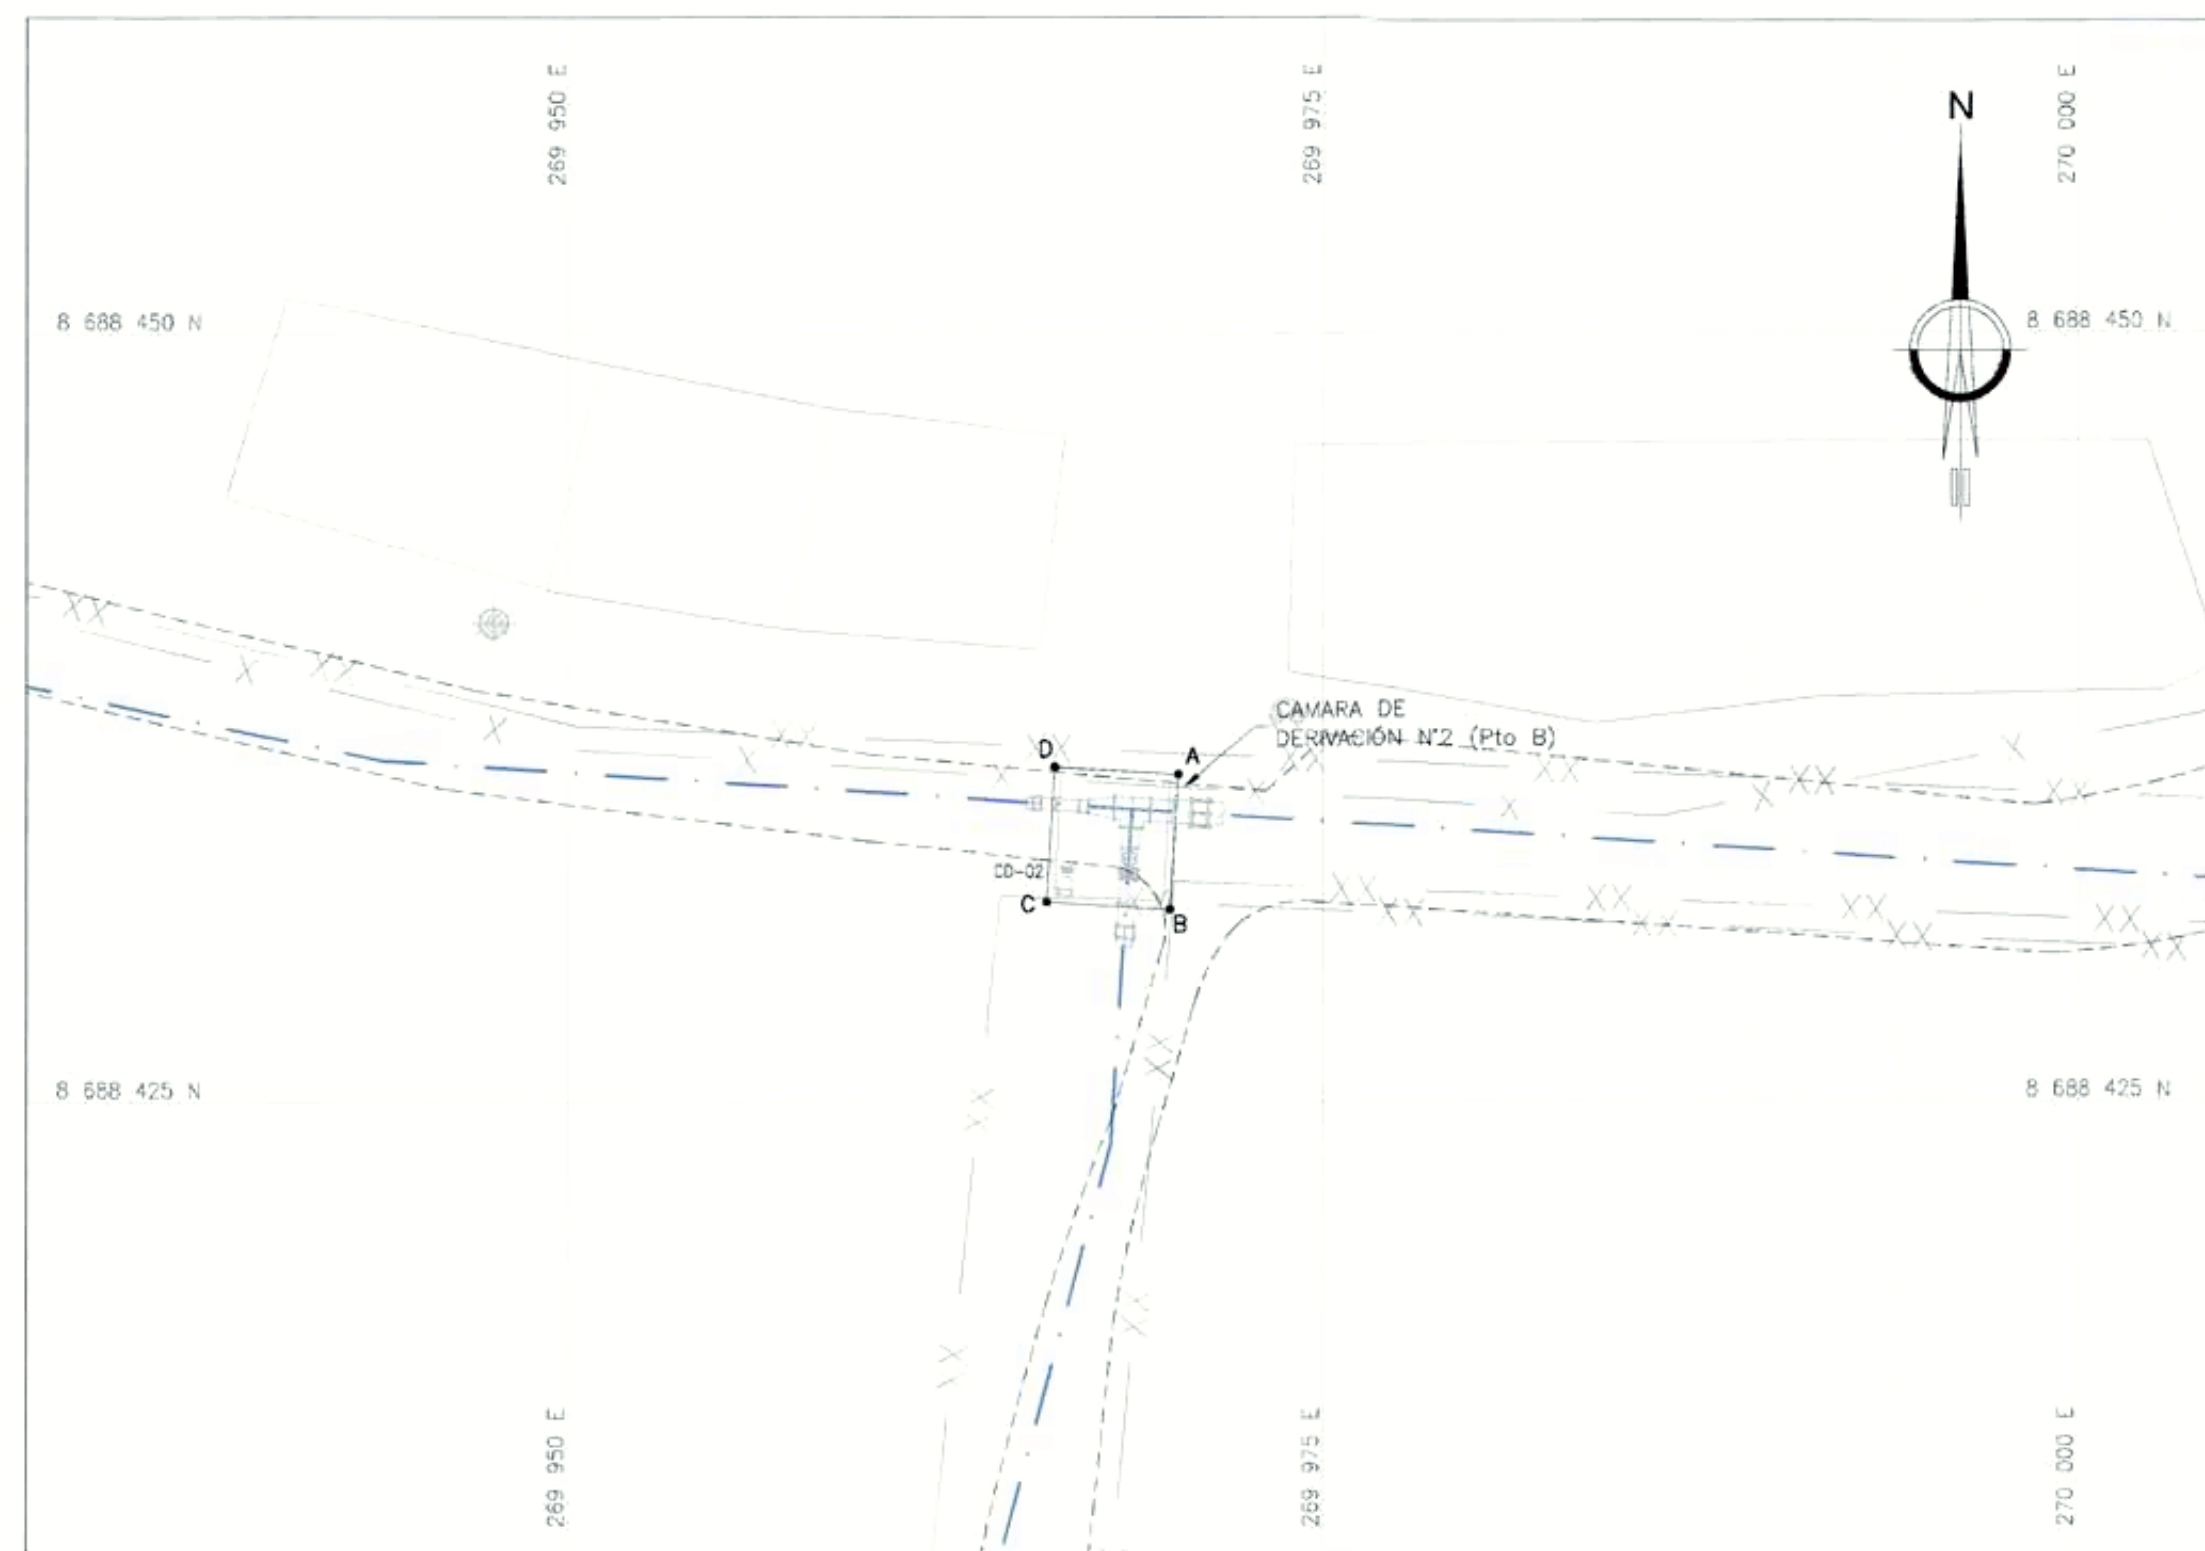 269 950 E
269 975 E
270 000 E
N
8 688 450 N
8 688 450 N
CAMARA DE
DERIVACIÓN N°2 (Pto B)
D
A
CD-02
C
B
8 688 425 N
8 688 425 N
269 950 E
269 975 E
270 000 E